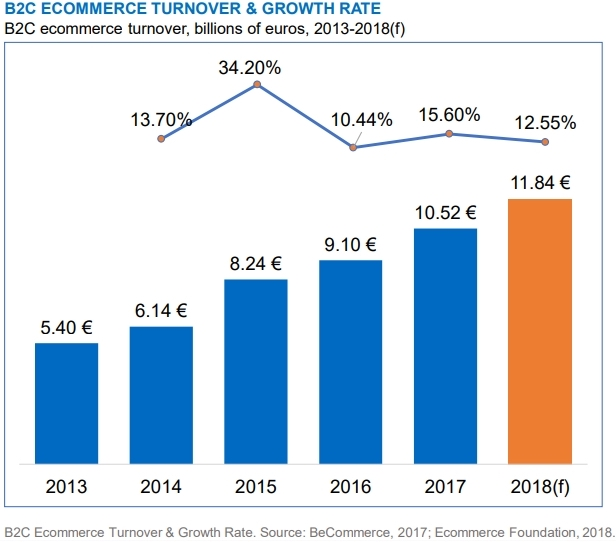 B2C ECOMMERCE TURNOVER & GROWTH RATE
B2C ecommerce turnover, billions of euros, 2013-2018(f)
34.20%
13.70%
10.44%
15.60%
12.55%
11.84 €
10.52 €
9.10 €
8.24 €
6.14 €
5.40 €
2013 2014 2015 2016 2017 2018(f)
B2C Ecommerce Turnover & Growth Rate. Source: BeCommerce, 2017; Ecommerce Foundation, 2018.